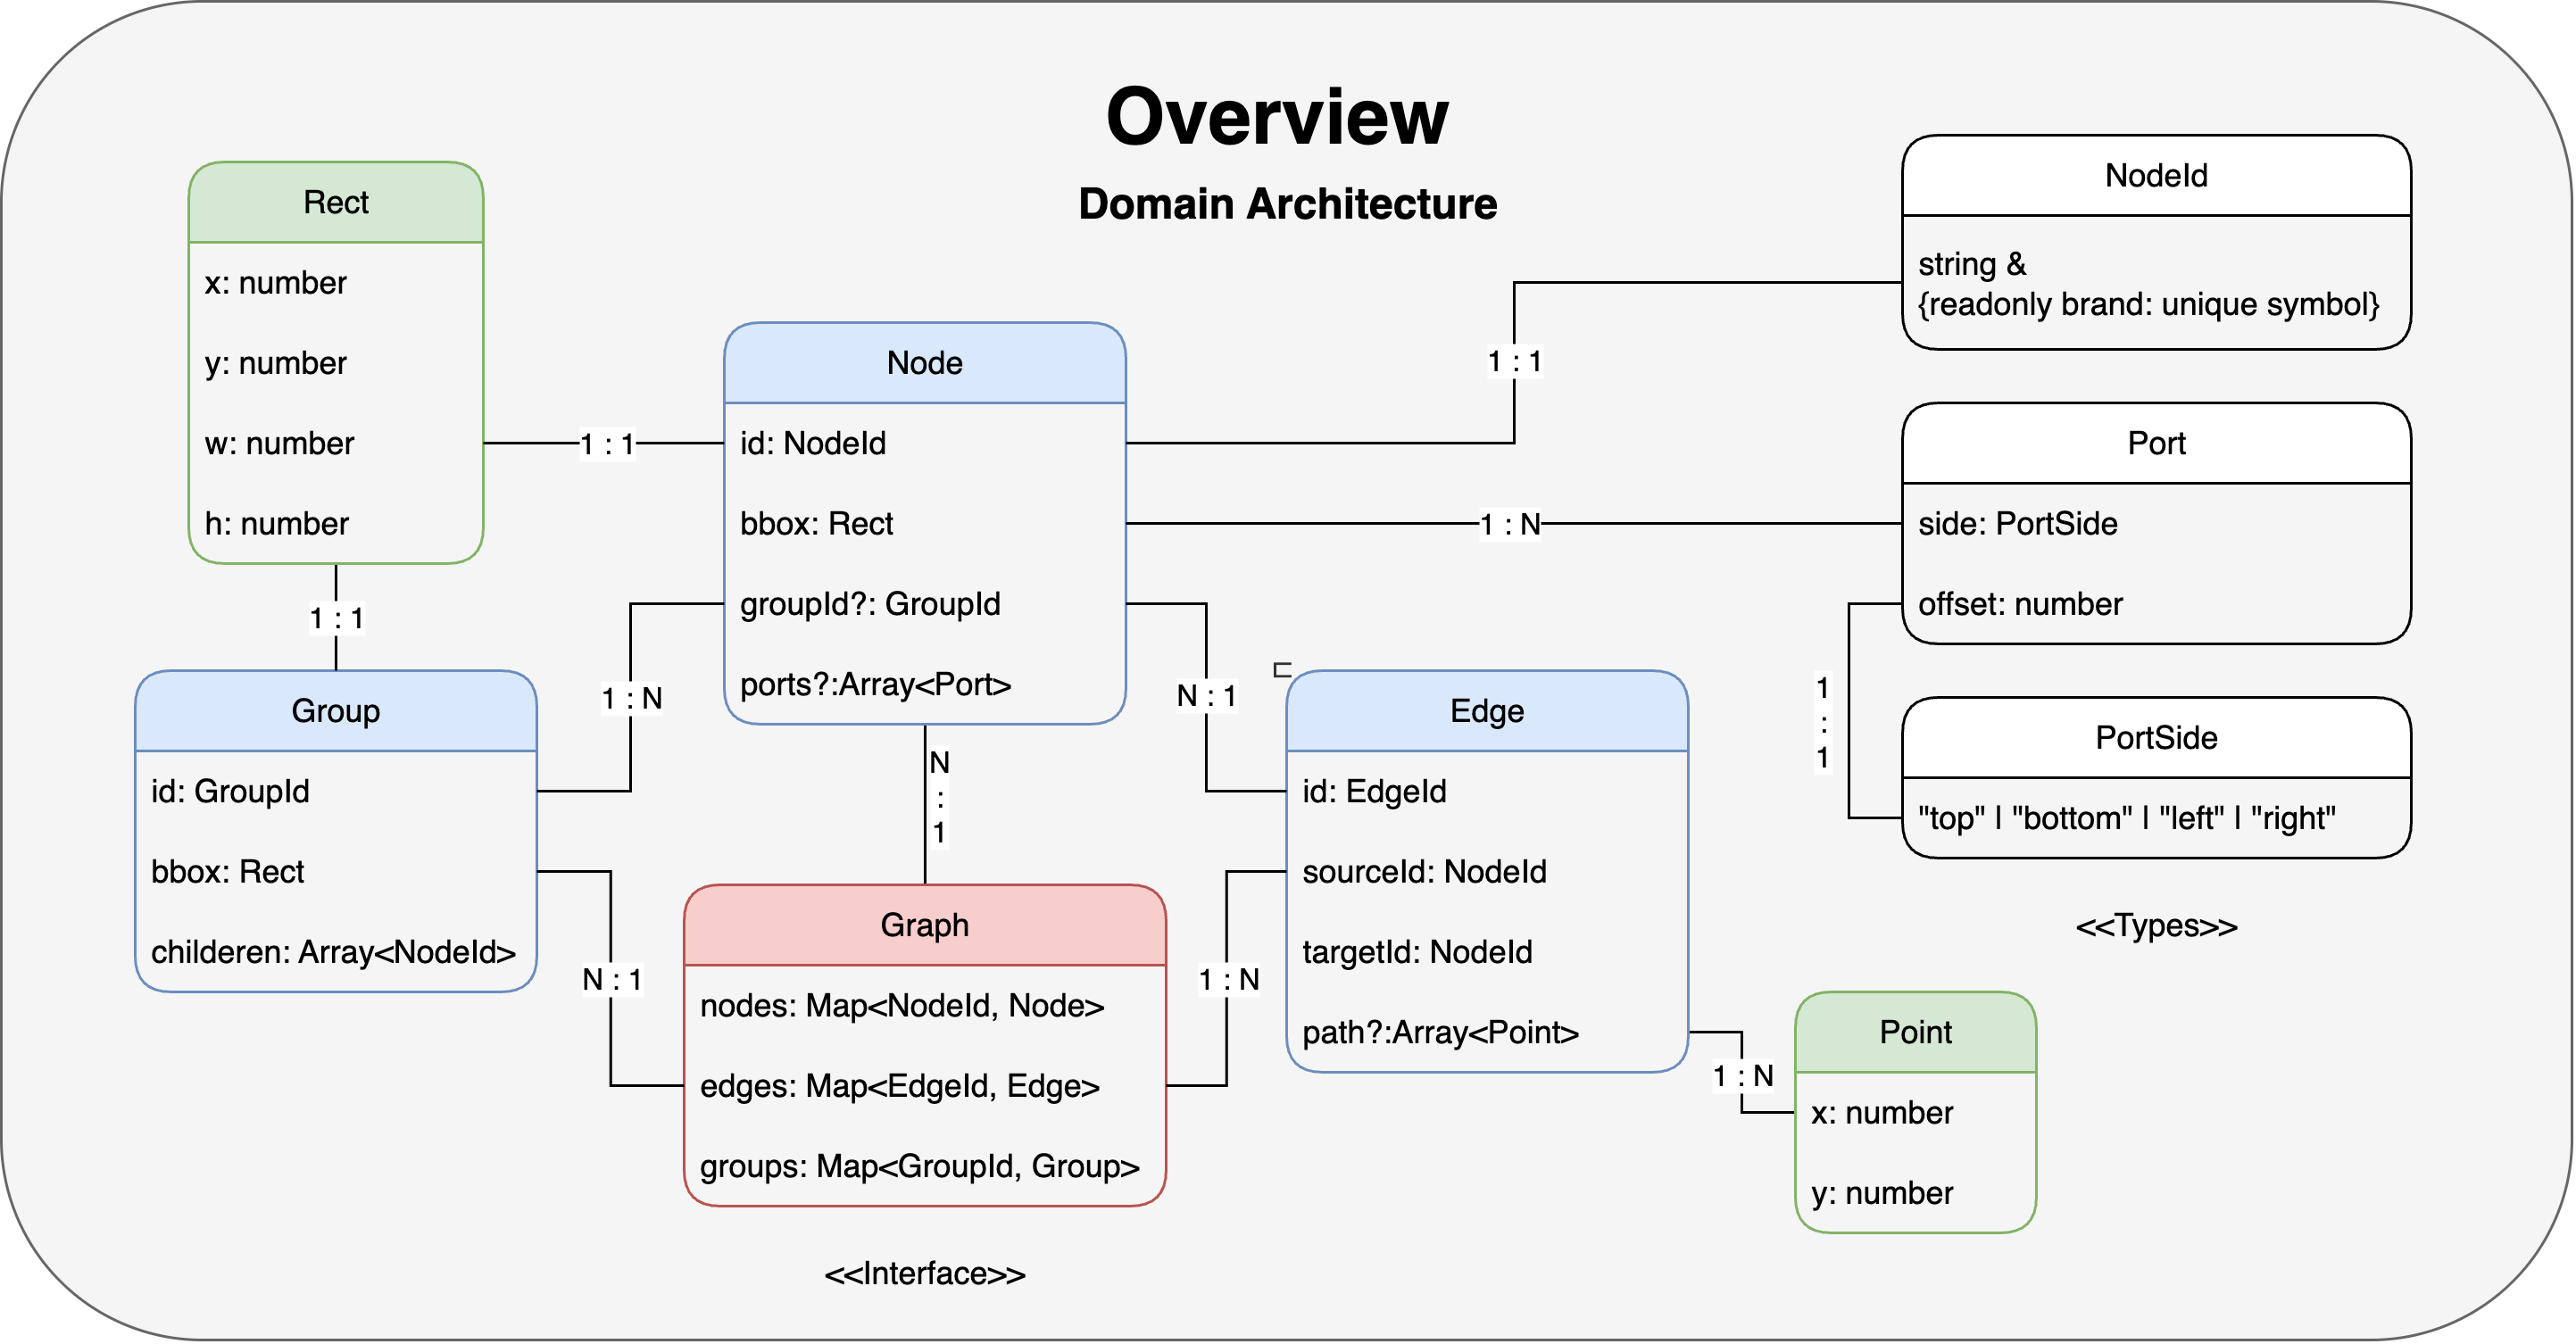 Overview
Domain Architecture
Rect
x: number
y: number
w: number
h: number
1 : 1
1 : 1
Node
id: NodeId
bbox: Rect
groupId?: GroupId
ports?:Array<Port>
1 : 1
1 : N
NodeId
string &
{readonly brand: unique symbol}
Port
side: PortSide
offset: number
1
:
1
PortSide
"top" | "bottom" | "left" | "right"
<<Types>>
Group
id: GroupId
bbox: Rect
childeren: Array<NodeId>
1 : N
N : 1
N
:
1
N : 1
1 : N
Graph
nodes: Map<NodeId, Node>
edges: Map<EdgeId, Edge>
groups: Map<GroupId, Group>
<<Interface>>
Edge
id: EdgeId
sourceId: NodeId
targetId: NodeId
path?:Array<Point>
1 : N
Point
x: number
y: number